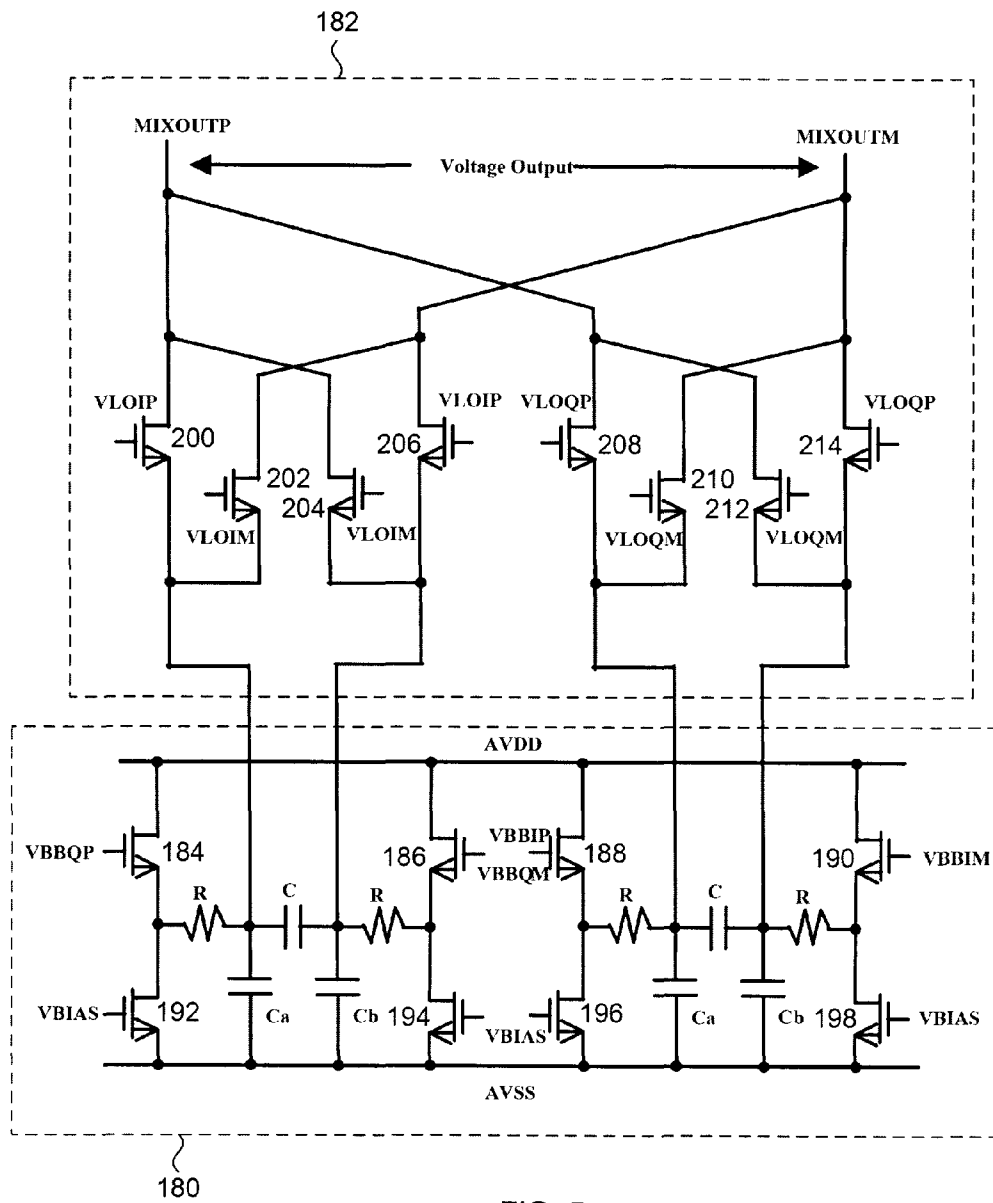 182
MIXOUTP
MIXOUTM
Voltage Output
VLOIP
200
VLOIP
206
VLOQP
208
VLOQP
214
202
204
VLOIM
VLOIM
210
212
VLOQM
VLOQM
AVDD
VBBQP
184
186
VBBQM
VBBIP
188
190
VBBIM
R
C
R
R
C
R
VBIAS
192
Ca
Cb
194
VBIAS
196
Ca
Cb
198
VBIAS
AVSS
180